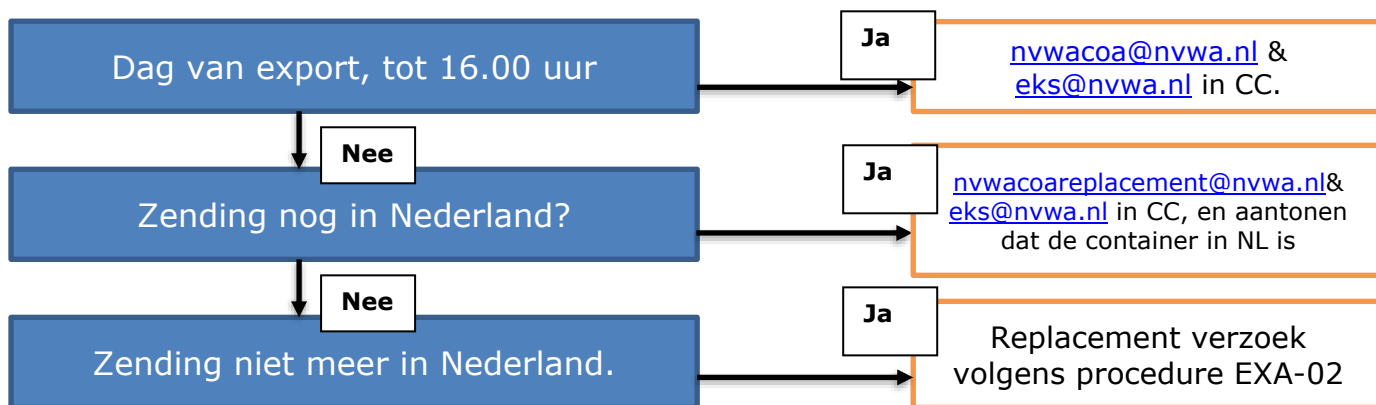 Dag van export, tot 16.00 uur
Ja
nvwacoa@nvwa.nl &
eks@nvwa.nl in CC.
Nee
Zending nog in Nederland?
Ja
nvwacoareplacement@nvwa.nl&
eks@nvwa.nl in CC, en aantonen
dat de container in NL is
Nee
Zending niet meer in Nederland.
Ja
Replacement verzoek
volgens procedure EXA-02